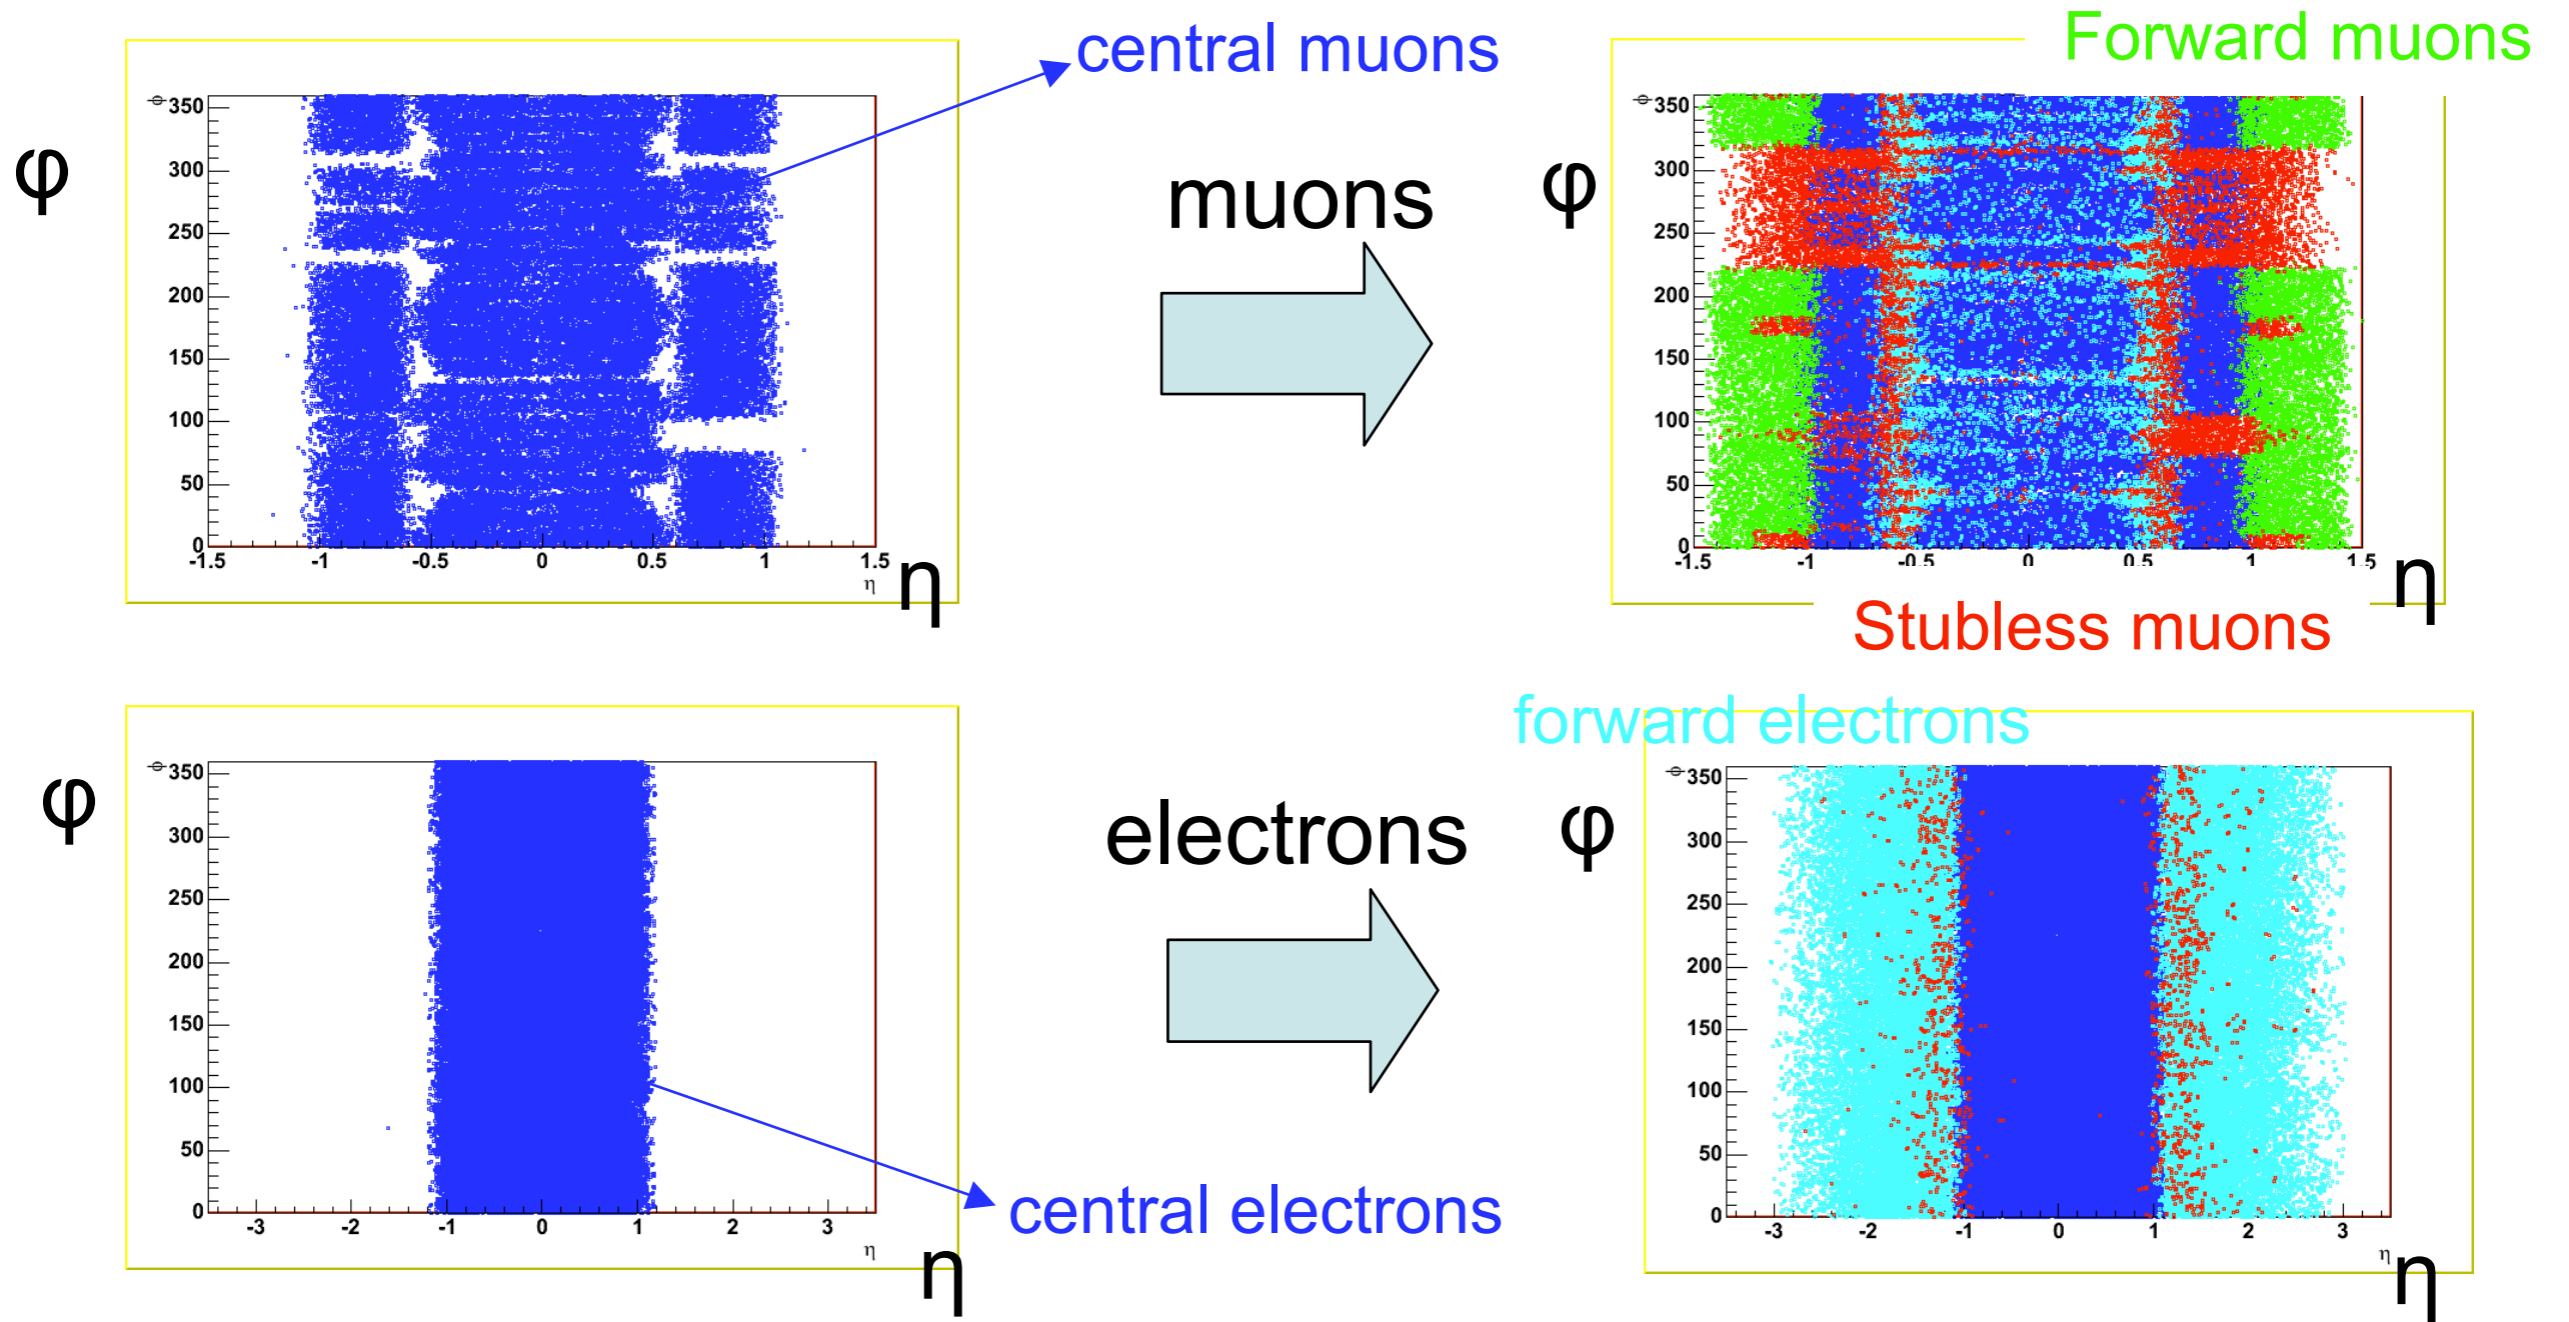 central muons
Forward muons
φ
ϕ
350
300
250
200
150
100
50
0
-1.5
-1
-0.5
0
0.5
1
1.5
η
η
muons
φ
ϕ
350
300
250
200
150
100
50
0
-1.5
-1
-0.5
0
0.5
1
1.5
η
Stubless muons
forward electrons
φ
ϕ
350
300
250
200
150
100
50
0
-3
-2
-1
0
1
2
3
η
η
electrons
central electrons
φ
ϕ
350
300
250
200
150
100
50
0
-3
-2
-1
0
1
2
3
η
η